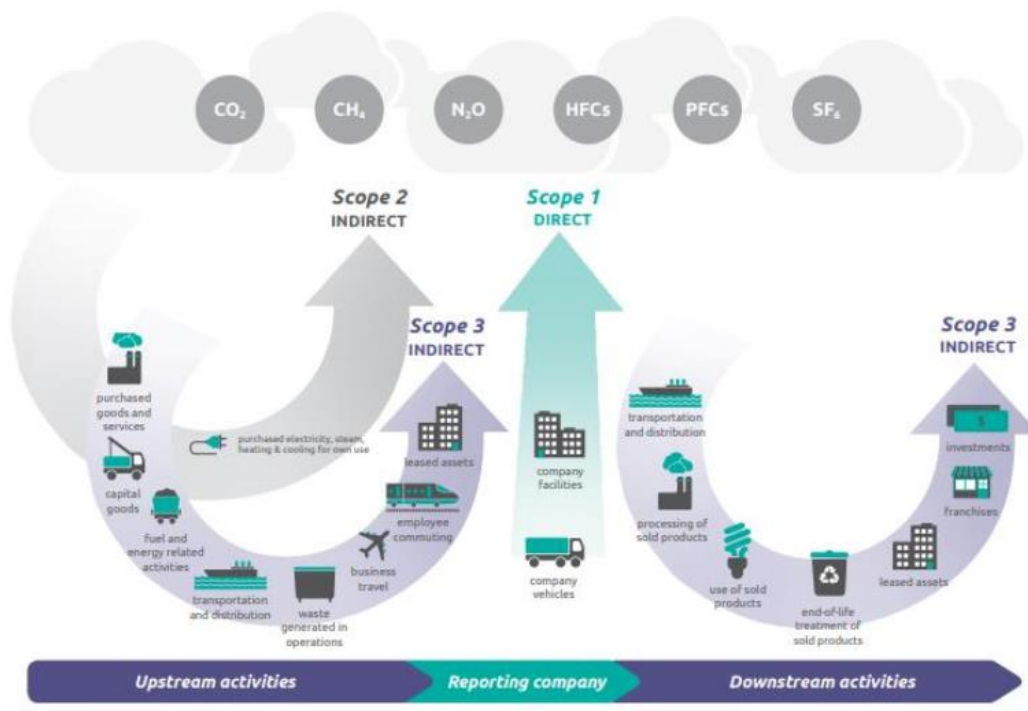 CO₂
CH₄
N₂O
HFCs
PFCs
SF₆
Scope 2
INDIRECT
Scope 1
DIRECT
Scope 3
INDIRECT
Scope 3
INDIRECT
purchased
goods and
services
capital
goods
fuel and
energy related
activities
purchased electricity, steam,
heating & cooling for own use
transportation
and distribution
waste
generated in
operations
business
travel
employee
commuting
leased assets
company
facilities
company
vehicles
transportation
and distribution
processing of
sold products
use of sold
products
end-of-life
treatment of
sold products
leased assets
franchises
investments
$
Upstream activities
Reporting company
Downstream activities